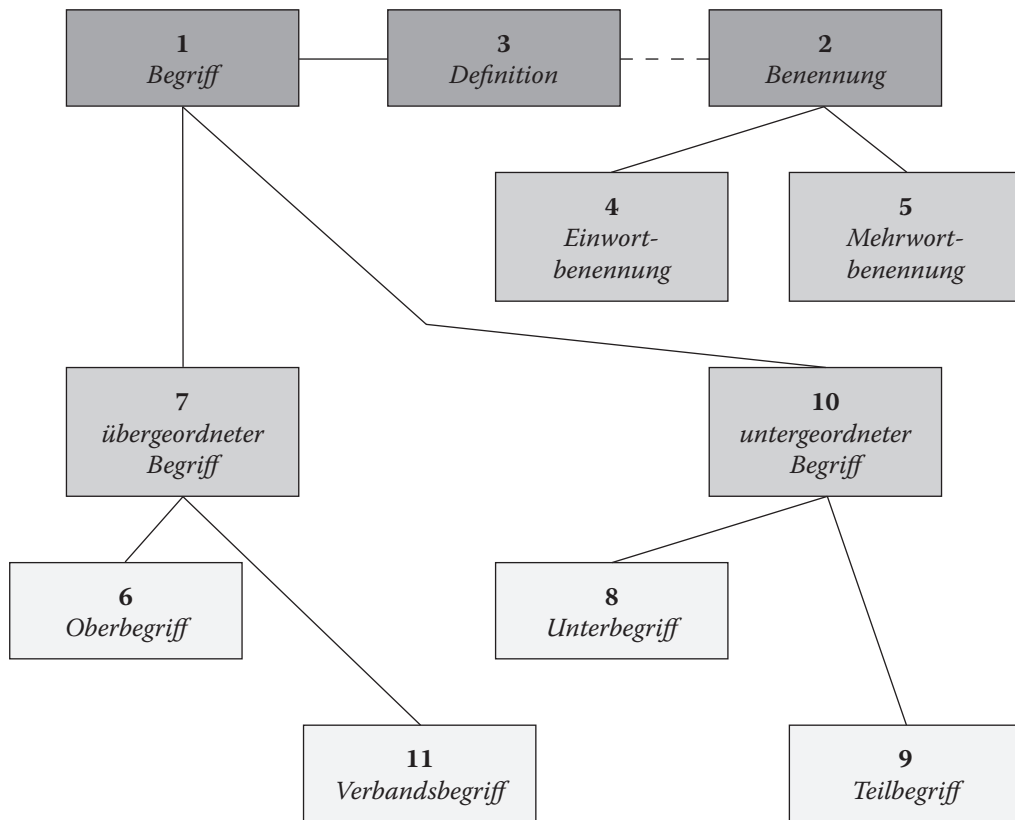 1
Begriff
3
Definition
2
Benennung
4
Einwort-
benennung
5
Mehrwort-
benennung
7
übergeordneter
Begriff
10
untergeordneter
Begriff
6
Oberbegriff
8
Unterbegriff
11
Verbandsbegriff
9
Teilbegriff